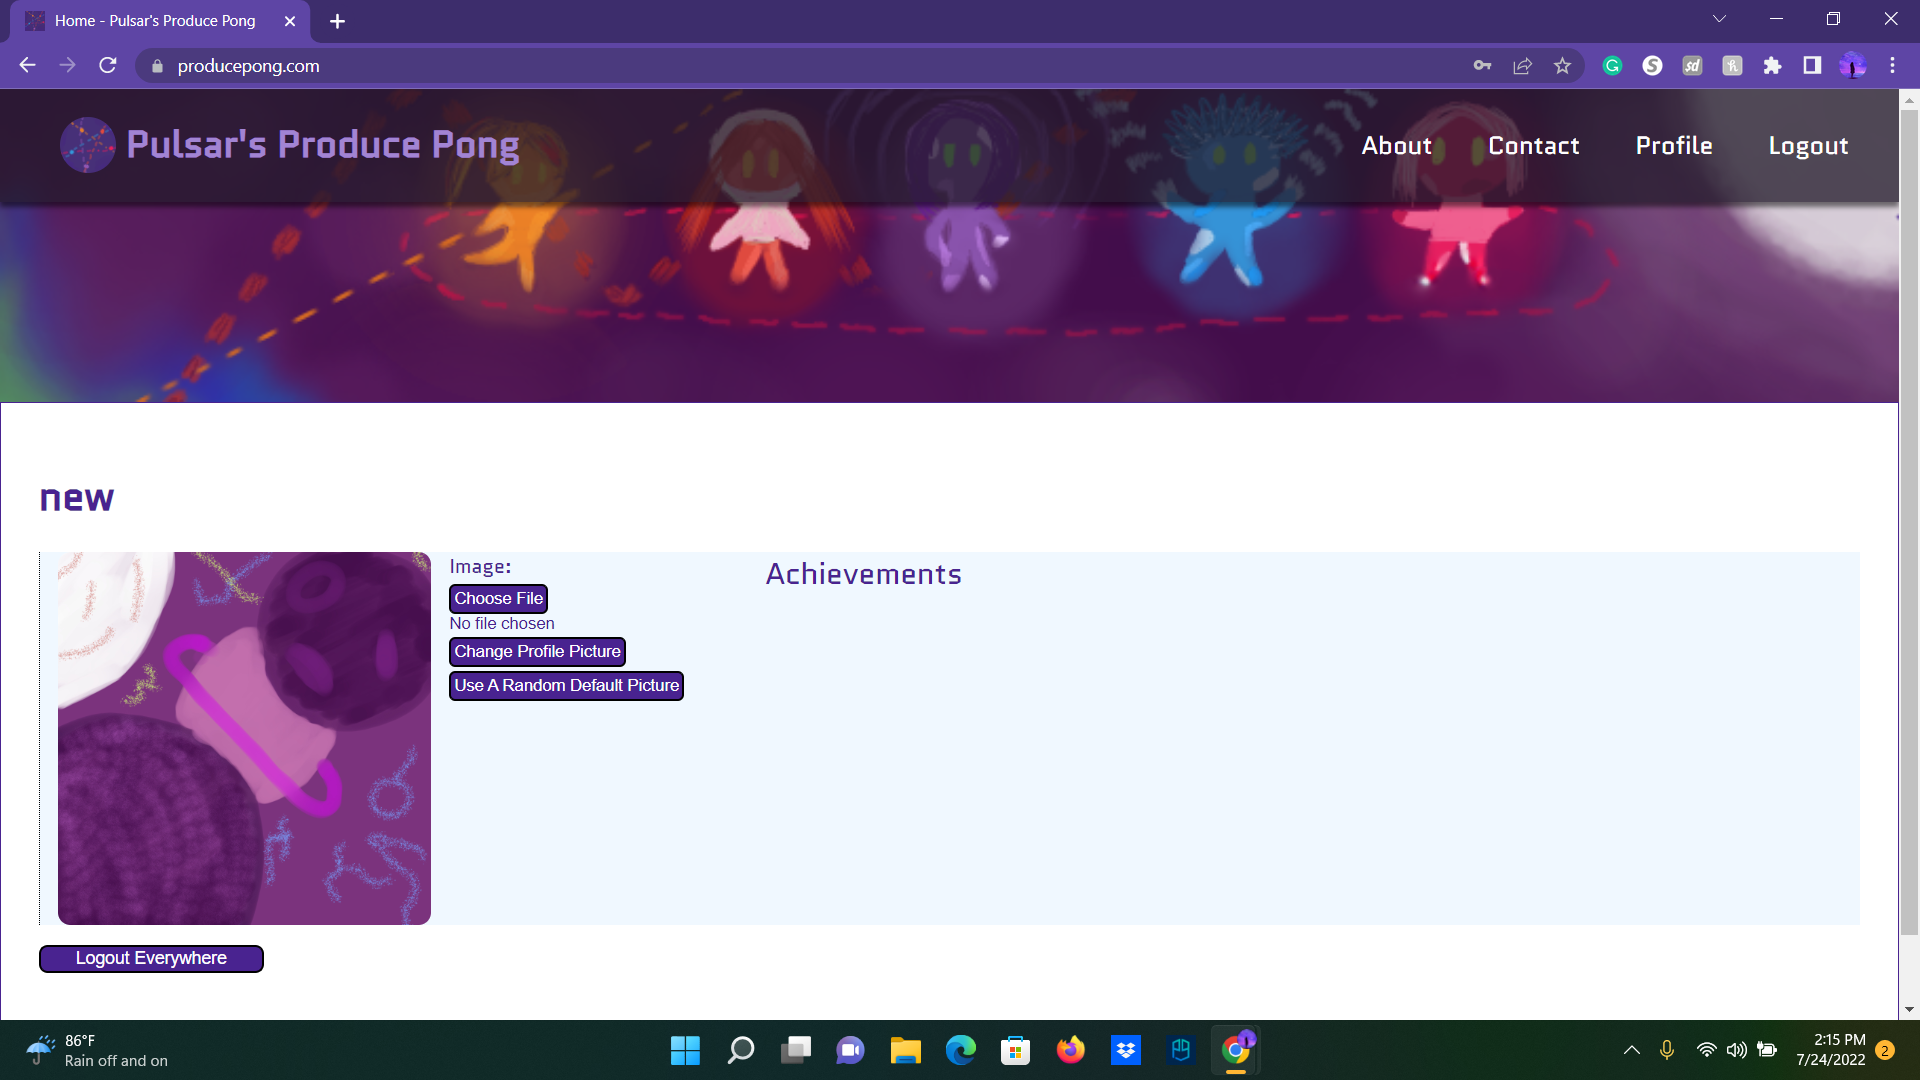 Home - Pulsar's Produce Pong
producepong.com
Pulsar's Produce Pong
About Contact Profile Logout
new
Image:
Choose File
No file chosen
Change Profile Picture
Use A Random Default Picture
Achievements
Logout Everywhere
86°F
Rain off and on
2:15 PM
7/24/2022
2